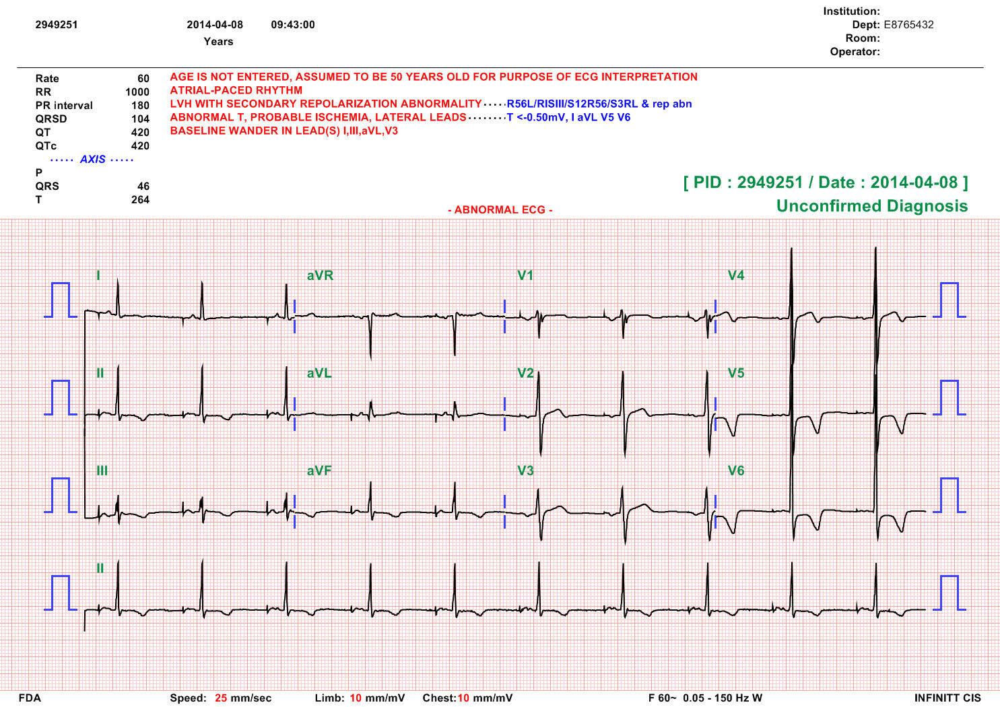 Institution:
2949251 2014-04-08 09:43:00 Dept: E8765432
Years Room:
Operator:
Rate 60 AGE IS NOT ENTERED, ASSUMED TO BE 50 YEARS OLD FOR PURPOSE OF ECG INTERPRETATION
RR 1000 ATRIAL-PACED RHYTHM
PR interval 180 LVH WITH SECONDARY REPOLARIZATION ABNORMALITY·····R56L/RISIII/S12R56/S3RL & rep abn
QRSD 104 ABNORMAL T, PROBABLE ISCHEMIA, LATERAL LEADS········T <-0.50mV, I aVL V5 V6
QT 420 BASELINE WANDER IN LEAD(S) I,III,aVL,V3
QTc 420
····· AXIS ·····
P
QRS 46
T 264
[ PID : 2949251 / Date : 2014-04-08 ]
Unconfirmed Diagnosis
- ABNORMAL ECG -
I aVR V1 V4
II aVL V2 V5
III aVF V3 V6
II
FDA Speed: 25 mm/sec Limb: 10 mm/mV Chest:10 mm/mV F 60~ 0.05 - 150 Hz W INFINITT CIS